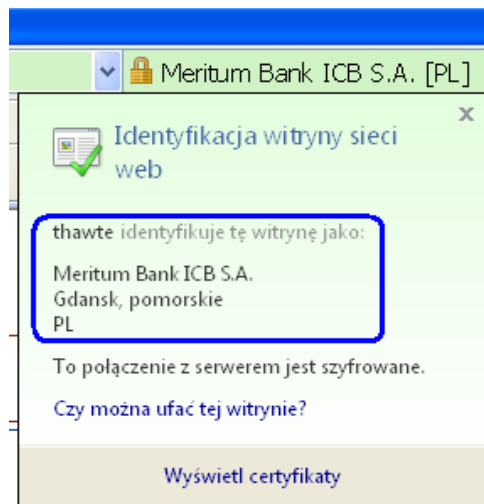 Meritum Bank ICB S.A. [PL]
Identyfikacja witryny sieci
web
thawte identyfikuje tę witrynę jako:
Meritum Bank ICB S.A.
Gdansk, pomorskie
PL
To połączenie z serwerem jest szyfrowane.
Czy można ufać tej witrynie?
Wyświetl certyfikaty